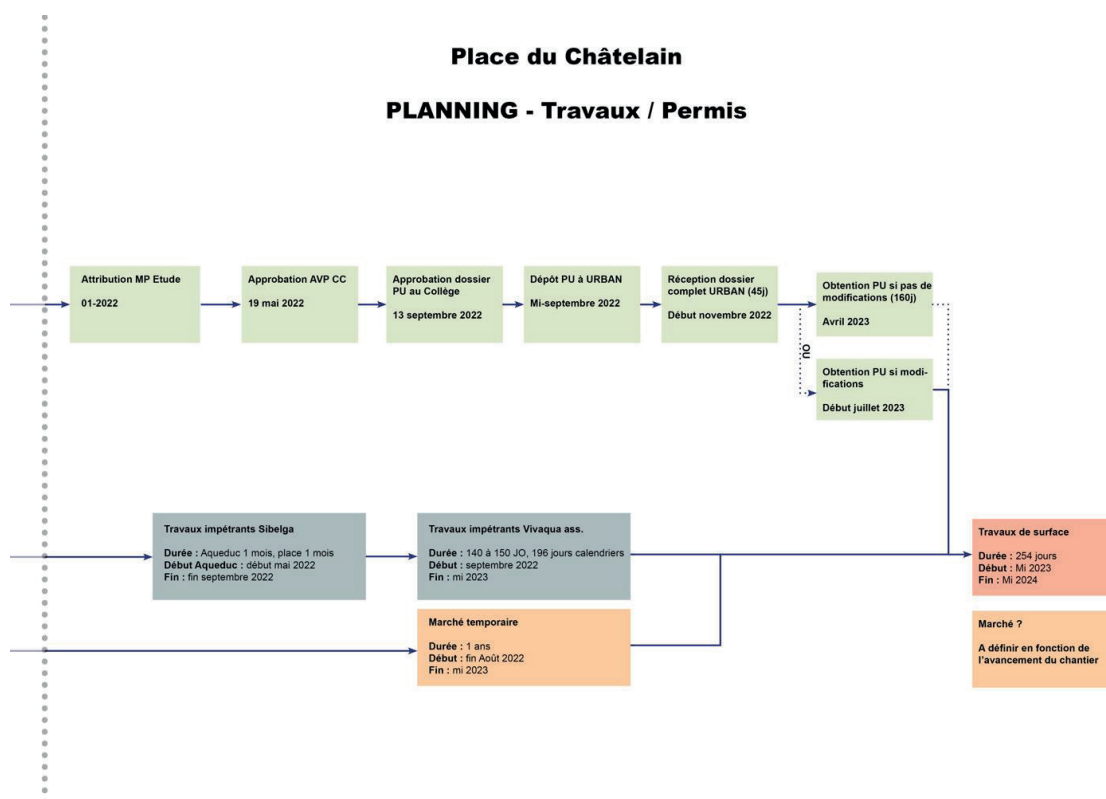 Place du Châtelain
PLANNING - Travaux / Permis
Attribution MP Etude
01-2022
Approbation AVP CC
19 mai 2022
Approbation dossier
PU au Collège
13 septembre 2022
Dépôt PU à URBAN
Mi-septembre 2022
Réception dossier
complet URBAN (45j)
Début novembre 2022
Obtention PU si pas de
modifications (160j)
Avril 2023
OU
Obtention PU si modi-
fications
Début juillet 2023
Travaux impétrants Sibelga
Durée : Aqueduc 1 mois, place 1 mois
Début Aqueduc : début mai 2022
Fin : fin septembre 2022
Travaux impétrants Vivaqua ass.
Durée : 140 à 150 JO, 196 jours calendriers
Début : septembre 2022
Fin : mi 2023
Travaux de surface
Durée : 254 jours
Début : Mi 2023
Fin : Mi 2024
Marché temporaire
Durée : 1 ans
Début : fin Août 2022
Fin : mi 2023
Marché ?
A définir en fonction de
l'avancement du chantier